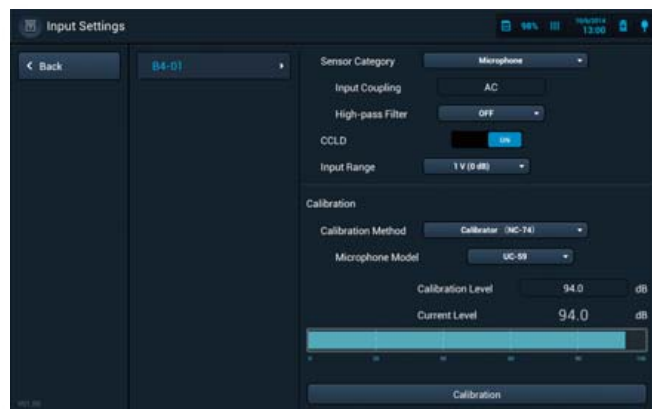 Input Settings
98%
13:00
Back
B4-01
Sensor Category Microphone
Input Coupling AC
High-pass Filter OFF
CCLD ON
Input Range 1 V (0 dB)
Calibration
Calibration Method Calibrator (NC-74)
Microphone Model UC-59
Calibration Level 94.0 dB
Current Level 94.0 dB
Calibration